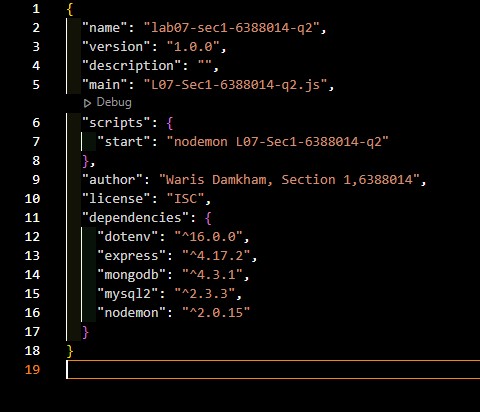 1 {
2 "name": "lab07-sec1-6388014-q2",
3 "version": "1.0.0",
4 "description": "",
5 "main": "L07-Sec1-6388014-q2.js",
Debug
6 "scripts": {
7 "start": "nodemon L07-Sec1-6388014-q2"
8 },
9 "author": "Waris Damkham, Section 1,6388014",
10 "license": "ISC",
11 "dependencies": {
12 "dotenv": "^16.0.0",
13 "express": "^4.17.2",
14 "mongodb": "^4.3.1",
15 "mysql2": "^2.3.3",
16 "nodemon": "^2.0.15"
17 }
18 }
19